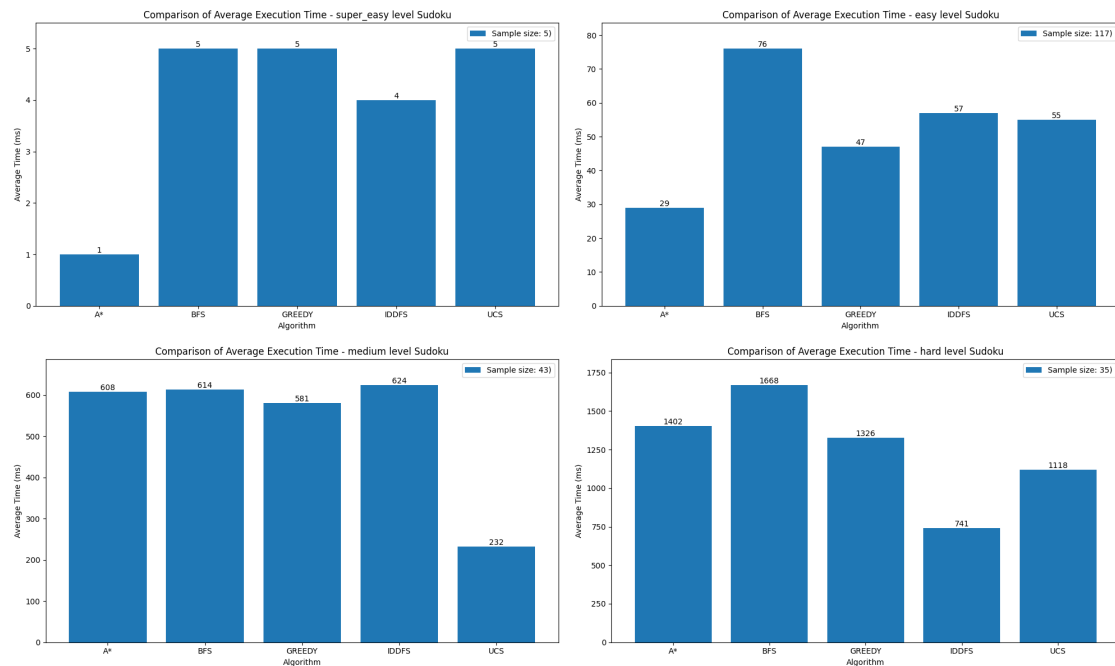 Comparison of Average Execution Time - super_easy level Sudoku
Sample size: 5)
Average Time (ms)
5
4
3
2
1
0
1
5
5
4
5
A* BFS GREEDY IDDFS UCS
Algorithm
Comparison of Average Execution Time - easy level Sudoku
Sample size: 117)
Average Time (ms)
80
70
60
50
40
30
20
10
0
29
76
47
57
55
A* BFS GREEDY IDDFS UCS
Algorithm
Comparison of Average Execution Time - medium level Sudoku
Sample size: 43)
Average Time (ms)
600
500
400
300
200
100
0
608
614
581
624
232
A* BFS GREEDY IDDFS UCS
Algorithm
Comparison of Average Execution Time - hard level Sudoku
Sample size: 35)
Average Time (ms)
1750
1500
1250
1000
750
500
250
0
1402
1668
1326
741
1118
A* BFS GREEDY IDDFS UCS
Algorithm